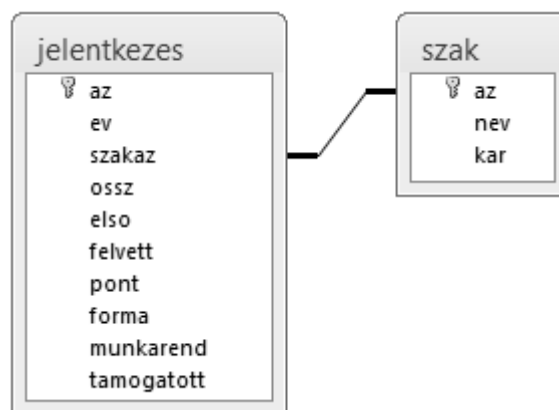 jelentkezes
az
ev
szakaz
ossz
elso
felvett
pont
forma
munkarend
tamogatott
szak
az
nev
kar